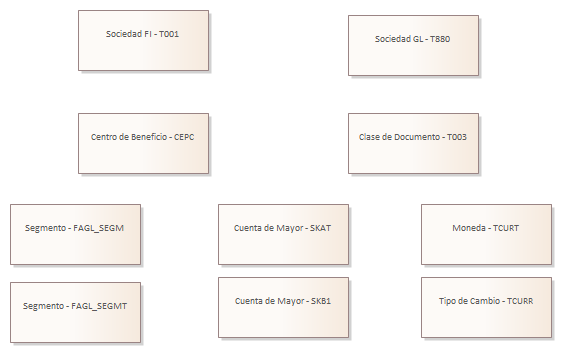 Sociedad FI - T001
Sociedad GL - T880
Centro de Beneficio - CEPC
Clase de Documento - T003
Segmento - FAGL_SEGM
Cuenta de Mayor - SKAT
Moneda - TCURT
Segmento - FAGL_SEGMT
Cuenta de Mayor - SKB1
Tipo de Cambio - TCURR